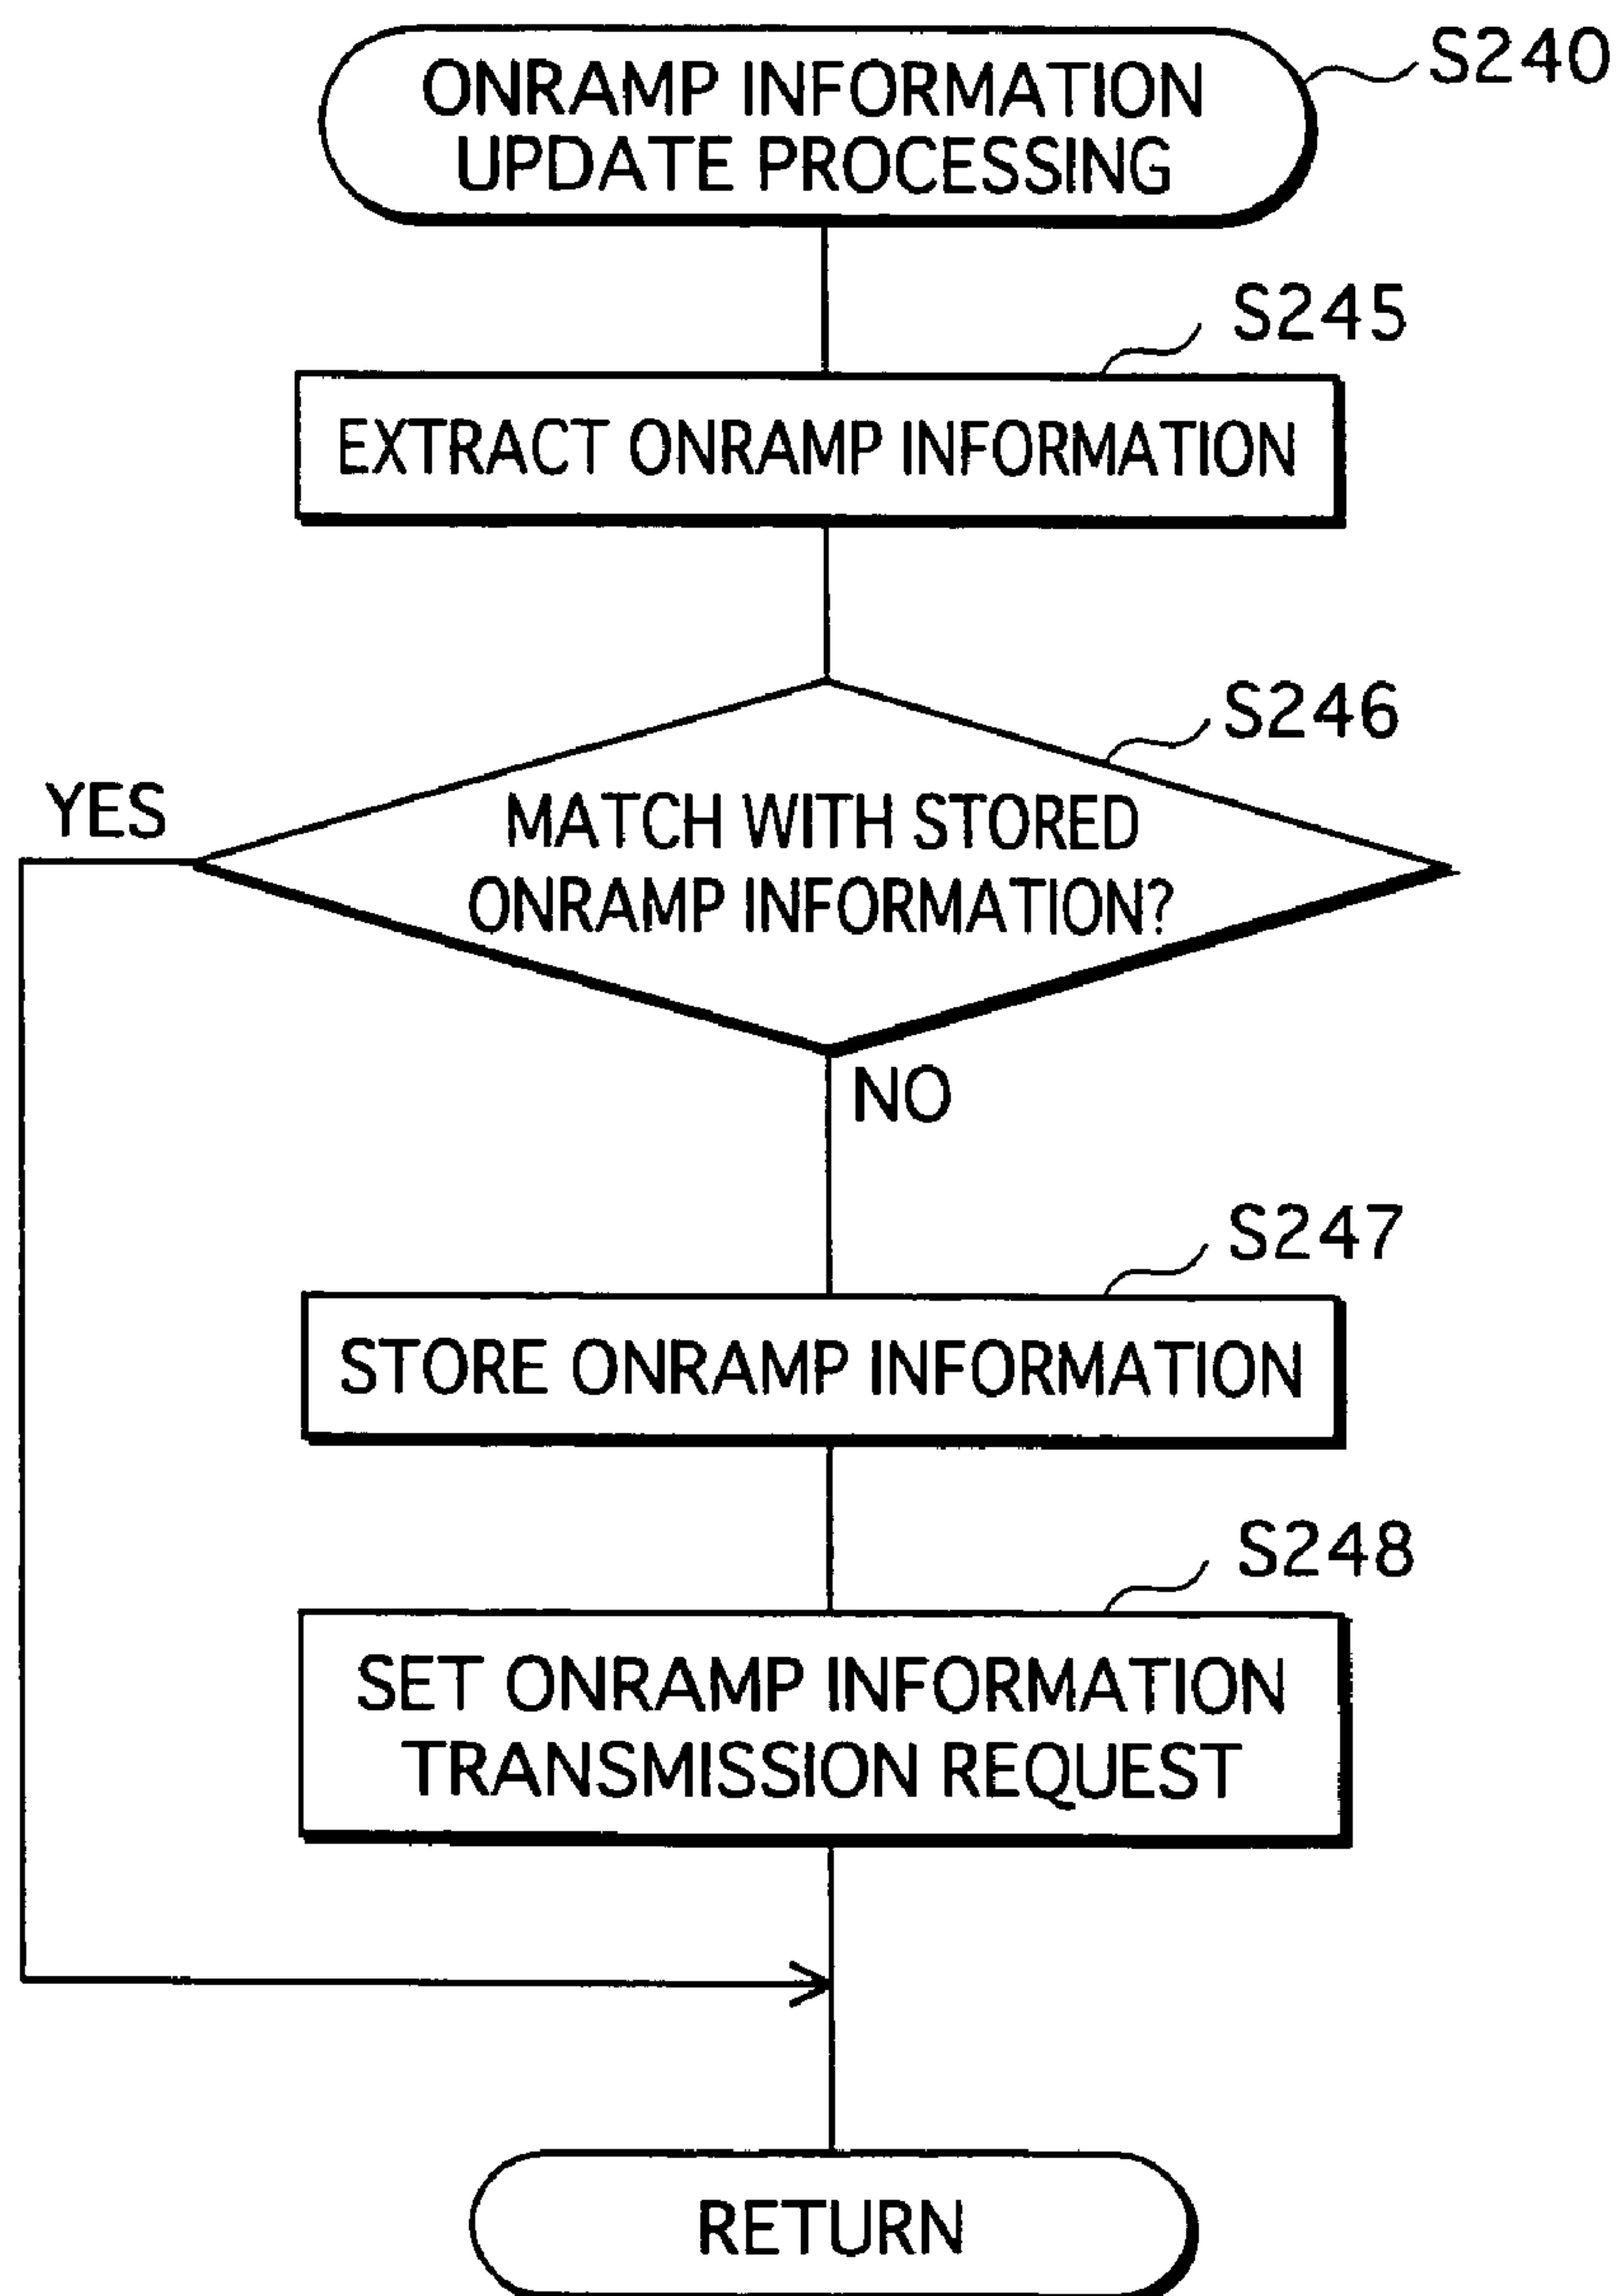 ONRAMP INFORMATION
UPDATE PROCESSING
S240
S245
EXTRACT ONRAMP INFORMATION
S246
YES
MATCH WITH STORED
ONRAMP INFORMATION?
NO
S247
STORE ONRAMP INFORMATION
S248
SET ONRAMP INFORMATION
TRANSMISSION REQUEST
RETURN